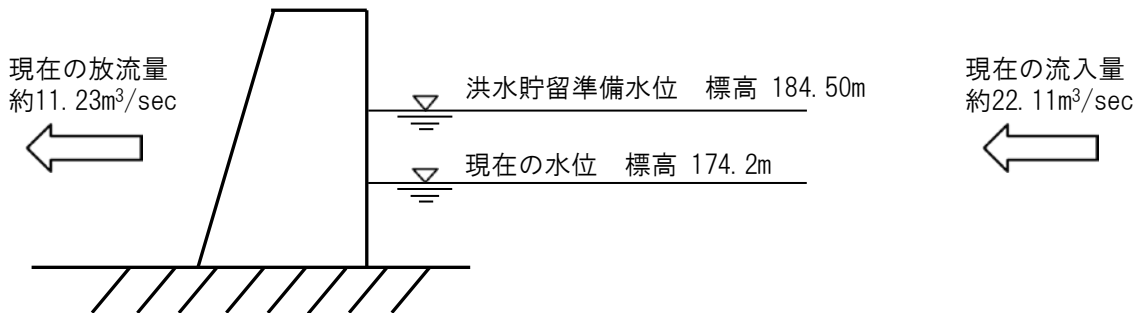 現在の放流量
約11.23m³/sec
洪水貯留準備水位　標高 184.50m
現在の水位　標高 174.2m
現在の流入量
約22.11m³/sec